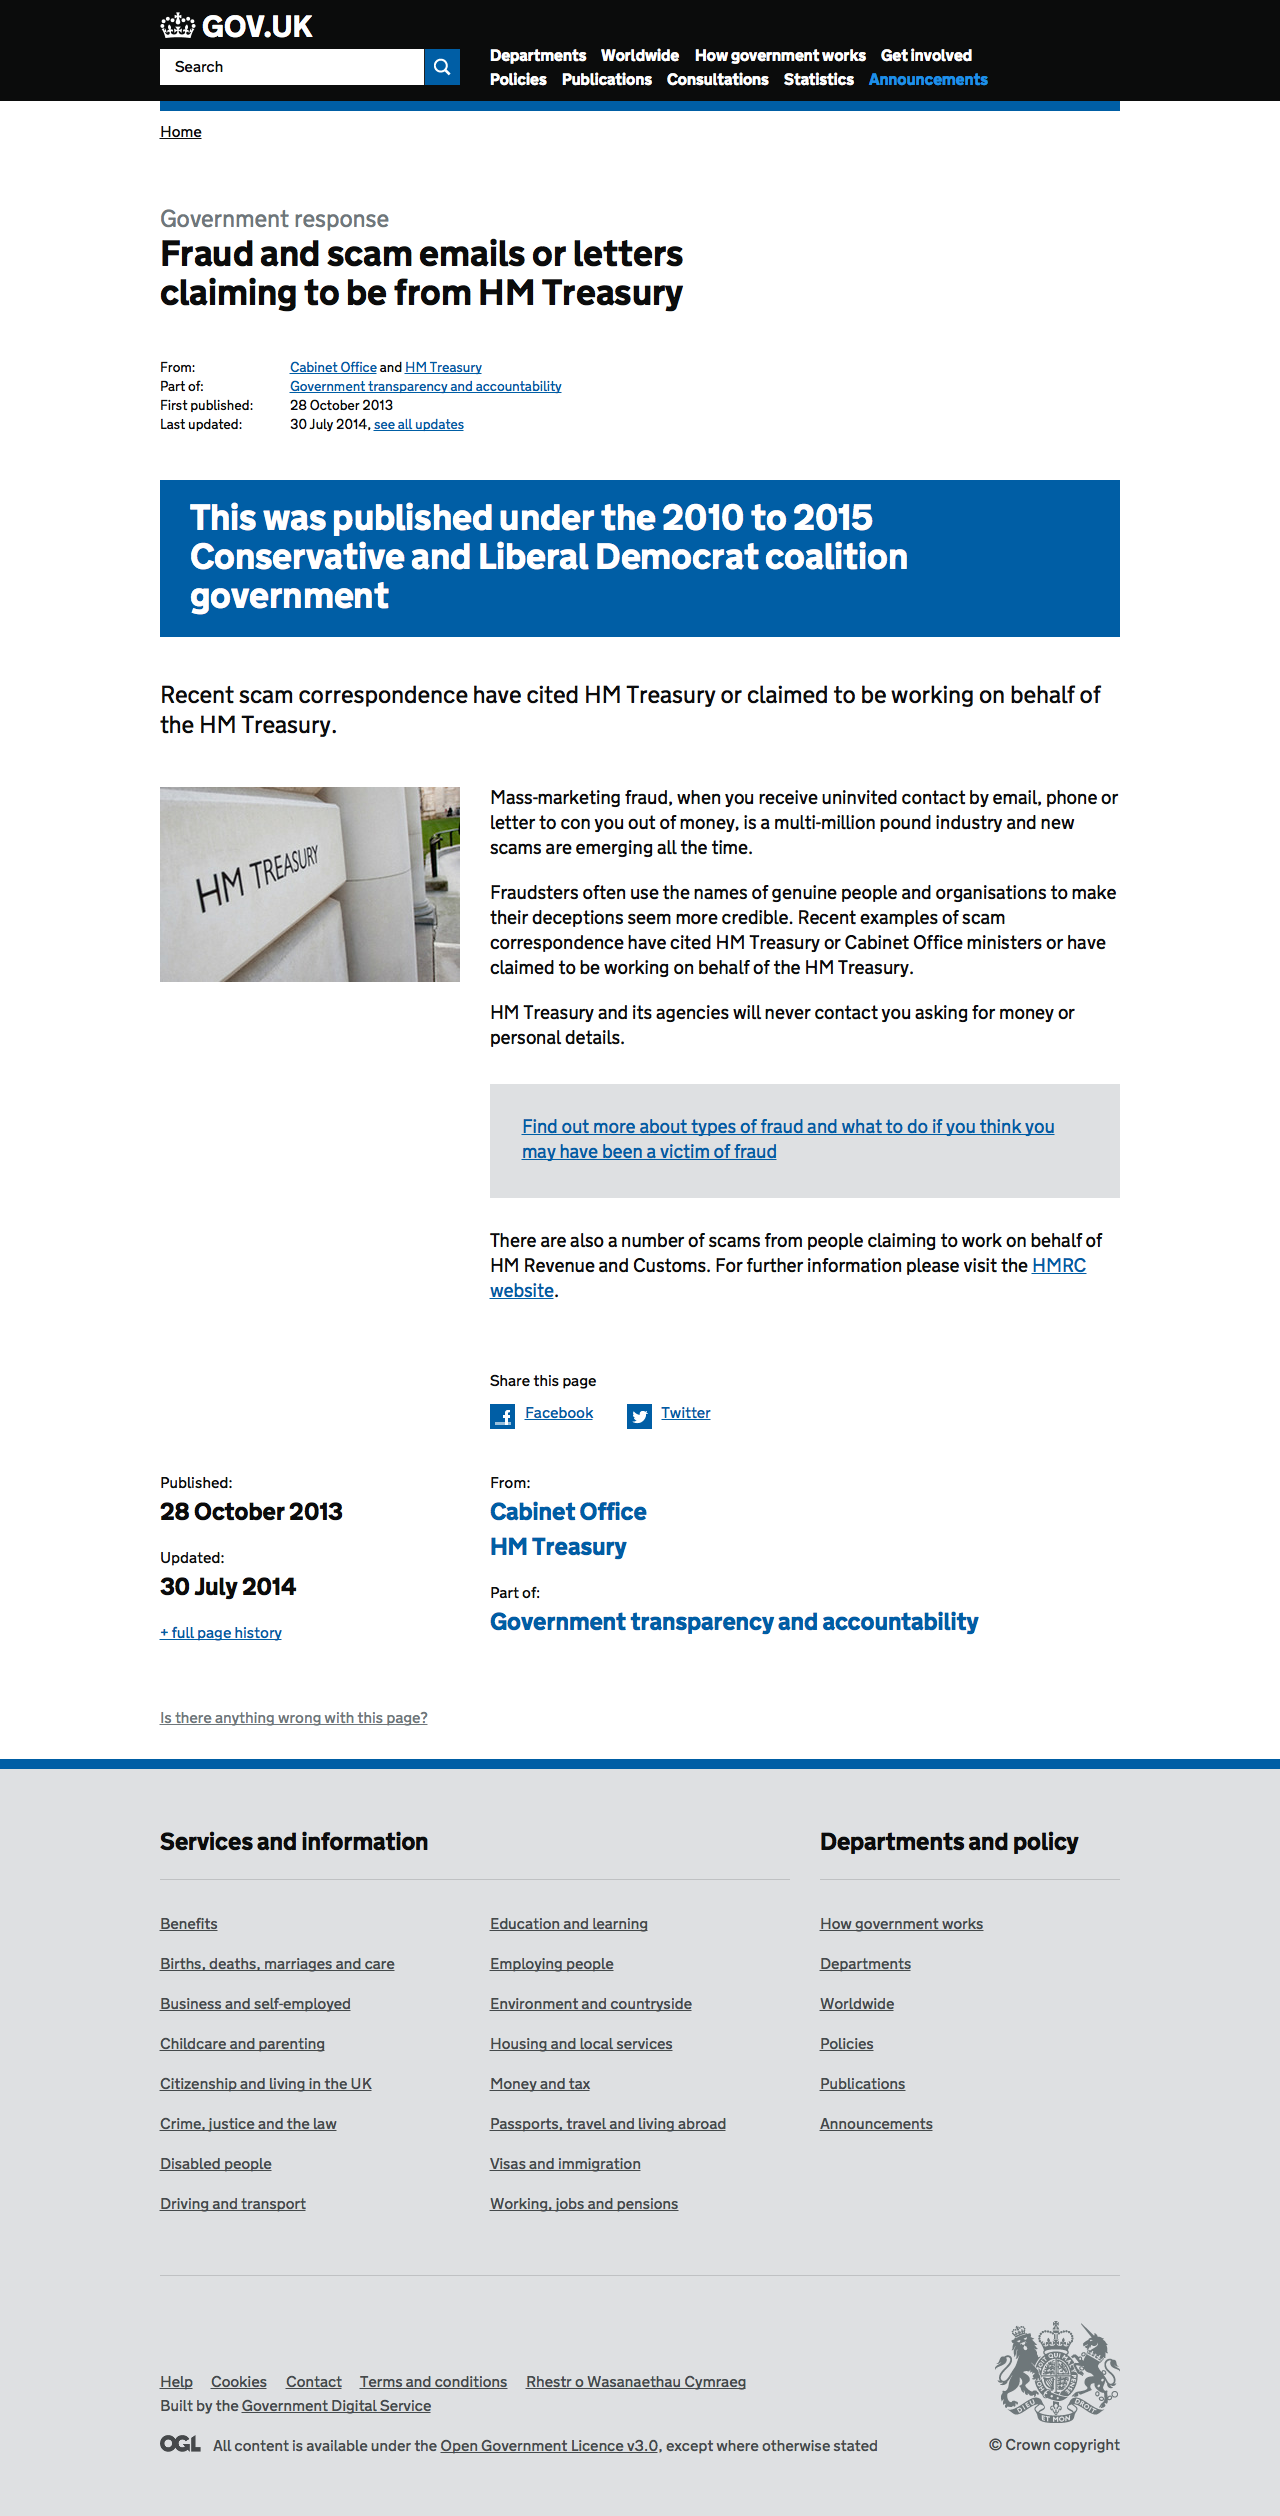 GOV.UK
Search
Departments Worldwide How government works Get involved
Policies Publications Consultations Statistics Announcements
Home
Government response
Fraud and scam emails or letters
claiming to be from HM Treasury
From: Cabinet Office and HM Treasury
Part of: Government transparency and accountability
First published: 28 October 2013
Last updated: 30 July 2014, see all updates
This was published under the 2010 to 2015
Conservative and Liberal Democrat coalition
government
Recent scam correspondence have cited HM Treasury or claimed to be working on behalf of
the HM Treasury.
HM TREASURY
Mass-marketing fraud, when you receive uninvited contact by email, phone or
letter to con you out of money, is a multi-million pound industry and new
scams are emerging all the time.
Fraudsters often use the names of genuine people and organisations to make
their deceptions seem more credible. Recent examples of scam
correspondence have cited HM Treasury or Cabinet Office ministers or have
claimed to be working on behalf of the HM Treasury.
HM Treasury and its agencies will never contact you asking for money or
personal details.
Find out more about types of fraud and what to do if you think you
may have been a victim of fraud
There are also a number of scams from people claiming to work on behalf of
HM Revenue and Customs. For further information please visit the HMRC
website.
Share this page
Facebook Twitter
Published:
28 October 2013
Updated:
30 July 2014
+ full page history
From:
Cabinet Office
HM Treasury
Part of:
Government transparency and accountability
Is there anything wrong with this page?
Services and information
Benefits
Births, deaths, marriages and care
Business and self-employed
Childcare and parenting
Citizenship and living in the UK
Crime, justice and the law
Disabled people
Driving and transport
Education and learning
Employing people
Environment and countryside
Housing and local services
Money and tax
Passports, travel and living abroad
Visas and immigration
Working, jobs and pensions
Departments and policy
How government works
Departments
Worldwide
Policies
Publications
Announcements
Help Cookies Contact Terms and conditions Rhestr o Wasanaethau Cymraeg
Built by the Government Digital Service
OGL All content is available under the Open Government Licence v3.0, except where otherwise stated
DIEU ET MON DROIT
© Crown copyright